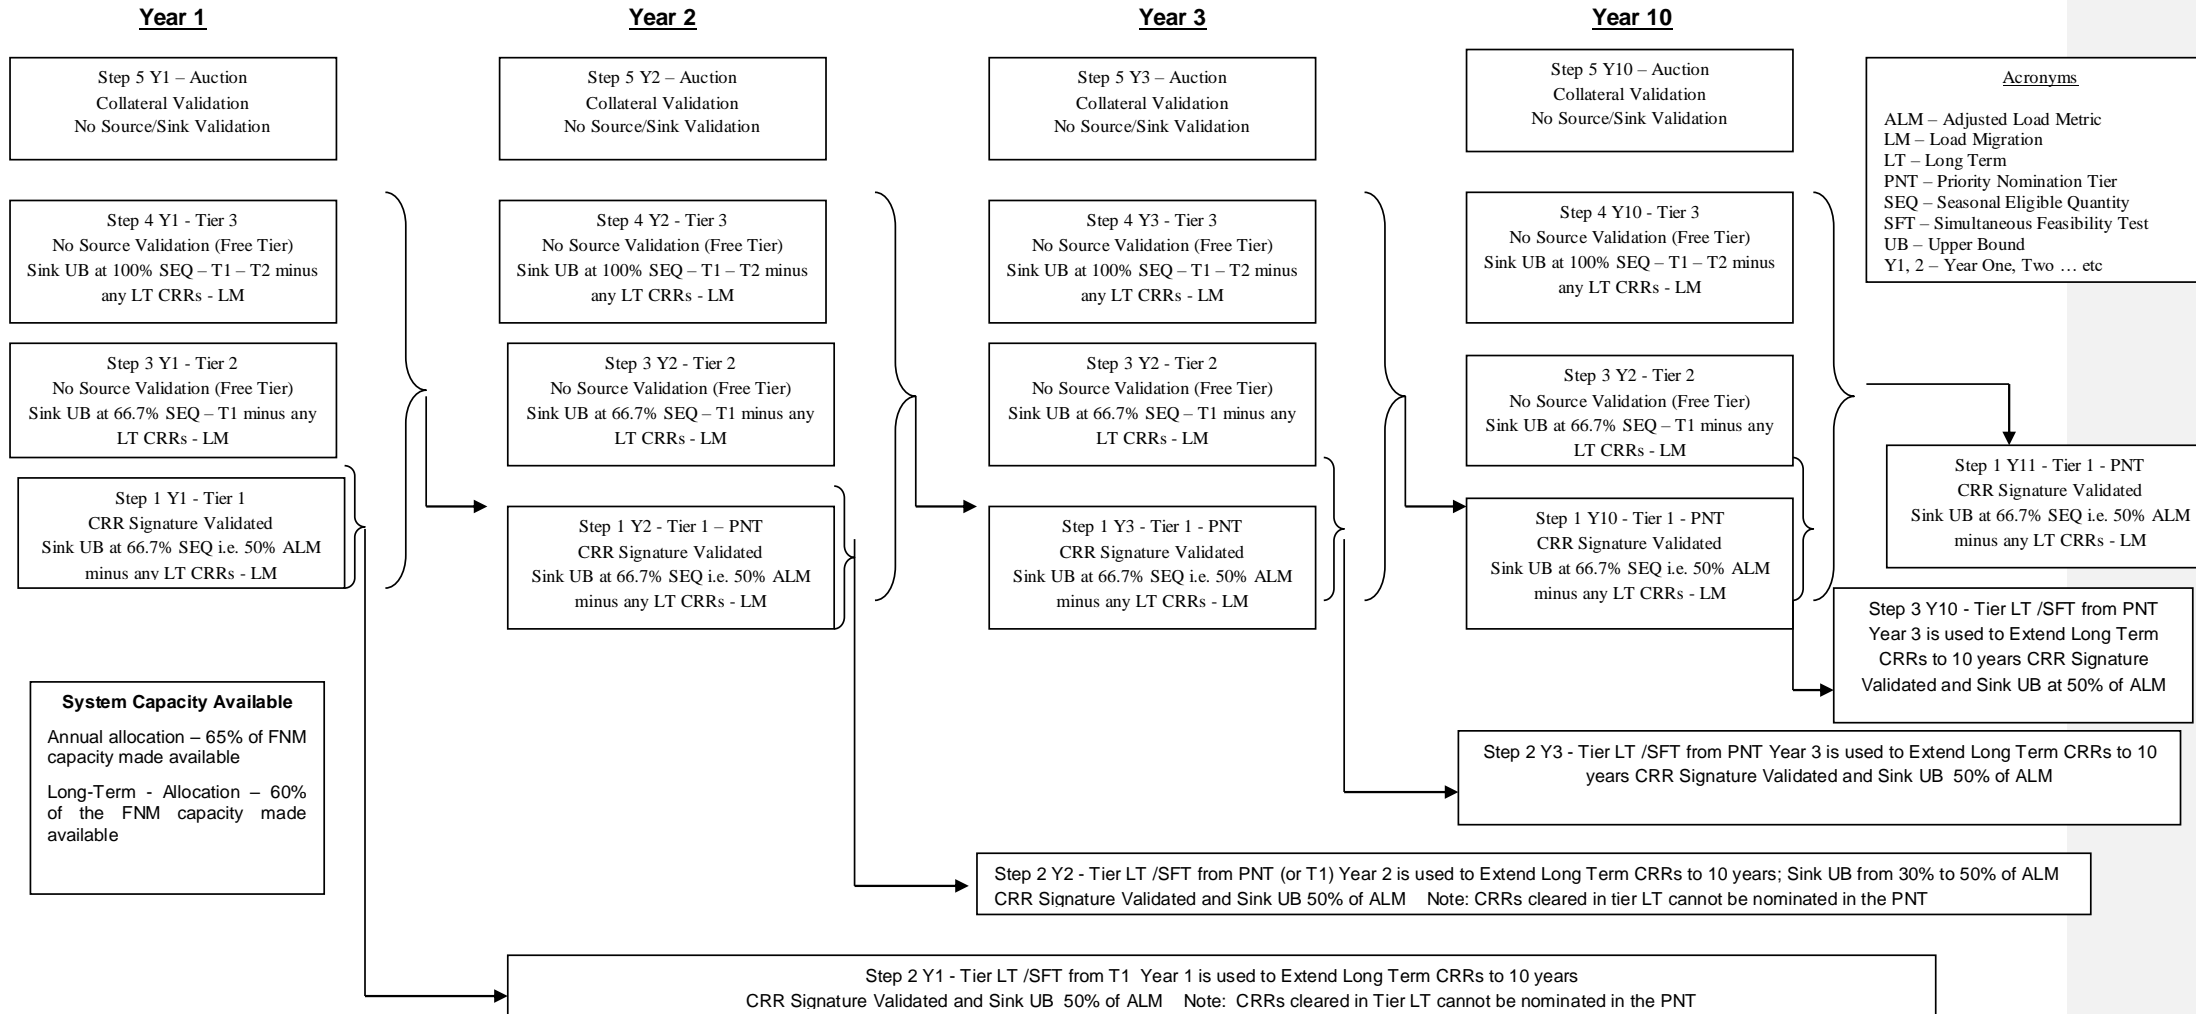 Year 1
Year 2
Year 3
Year 10
Step 5 Y1 – Auction
Collateral Validation
No Source/Sink Validation
Step 5 Y2 – Auction
Collateral Validation
No Source/Sink Validation
Step 5 Y3 – Auction
Collateral Validation
No Source/Sink Validation
Step 5 Y10 – Auction
Collateral Validation
No Source/Sink Validation
Acronyms
ALM – Adjusted Load Metric
LM – Load Migration
LT – Long Term
PNT – Priority Nomination Tier
SEQ – Seasonal Eligible Quantity
SFT – Simultaneous Feasibility Test
UB – Upper Bound
Y1, 2 – Year One, Two … etc
Step 4 Y1 - Tier 3
No Source Validation (Free Tier)
Sink UB at 100% SEQ – T1 – T2 minus
any LT CRRs - LM
Step 4 Y2 - Tier 3
No Source Validation (Free Tier)
Sink UB at 100% SEQ – T1 – T2 minus
any LT CRRs - LM
Step 4 Y3 - Tier 3
No Source Validation (Free Tier)
Sink UB at 100% SEQ – T1 – T2 minus
any LT CRRs - LM
Step 4 Y10 - Tier 3
No Source Validation (Free Tier)
Sink UB at 100% SEQ – T1 – T2 minus
any LT CRRs - LM
Step 3 Y1 - Tier 2
No Source Validation (Free Tier)
Sink UB at 66.7% SEQ – T1 minus any
LT CRRs - LM
Step 3 Y2 - Tier 2
No Source Validation (Free Tier)
Sink UB at 66.7% SEQ – T1 minus any
LT CRRs - LM
Step 3 Y2 - Tier 2
No Source Validation (Free Tier)
Sink UB at 66.7% SEQ – T1 minus any
LT CRRs - LM
Step 3 Y2 - Tier 2
No Source Validation (Free Tier)
Sink UB at 66.7% SEQ – T1 minus any
LT CRRs - LM
Step 1 Y1 - Tier 1
CRR Signature Validated
Sink UB at 66.7% SEQ i.e. 50% ALM
minus any LT CRRs - LM
Step 1 Y2 - Tier 1 – PNT
CRR Signature Validated
Sink UB at 66.7% SEQ i.e. 50% ALM
minus any LT CRRs - LM
Step 1 Y3 - Tier 1 - PNT
CRR Signature Validated
Sink UB at 66.7% SEQ i.e. 50% ALM
minus any LT CRRs - LM
Step 1 Y10 - Tier 1 - PNT
CRR Signature Validated
Sink UB at 66.7% SEQ i.e. 50% ALM
minus any LT CRRs - LM
Step 1 Y11 - Tier 1 - PNT
CRR Signature Validated
Sink UB at 66.7% SEQ i.e. 50% ALM
minus any LT CRRs - LM
Step 3 Y10 - Tier LT /SFT from PNT
Year 3 is used to Extend Long Term
CRRs to 10 years CRR Signature
Validated and Sink UB at 50% of ALM
System Capacity Available
Annual allocation – 65% of FNM
capacity made available
Long-Term - Allocation – 60%
of the FNM capacity made
available
Step 2 Y3 - Tier LT /SFT from PNT Year 3 is used to Extend Long Term CRRs to 10
years CRR Signature Validated and Sink UB 50% of ALM
Step 2 Y2 - Tier LT /SFT from PNT (or T1) Year 2 is used to Extend Long Term CRRs to 10 years; Sink UB from 30% to 50% of ALM
CRR Signature Validated and Sink UB 50% of ALM Note: CRRs cleared in tier LT cannot be nominated in the PNT
Step 2 Y1 - Tier LT /SFT from T1 Year 1 is used to Extend Long Term CRRs to 10 years
CRR Signature Validated and Sink UB 50% of ALM Note: CRRs cleared in Tier LT cannot be nominated in the PNT